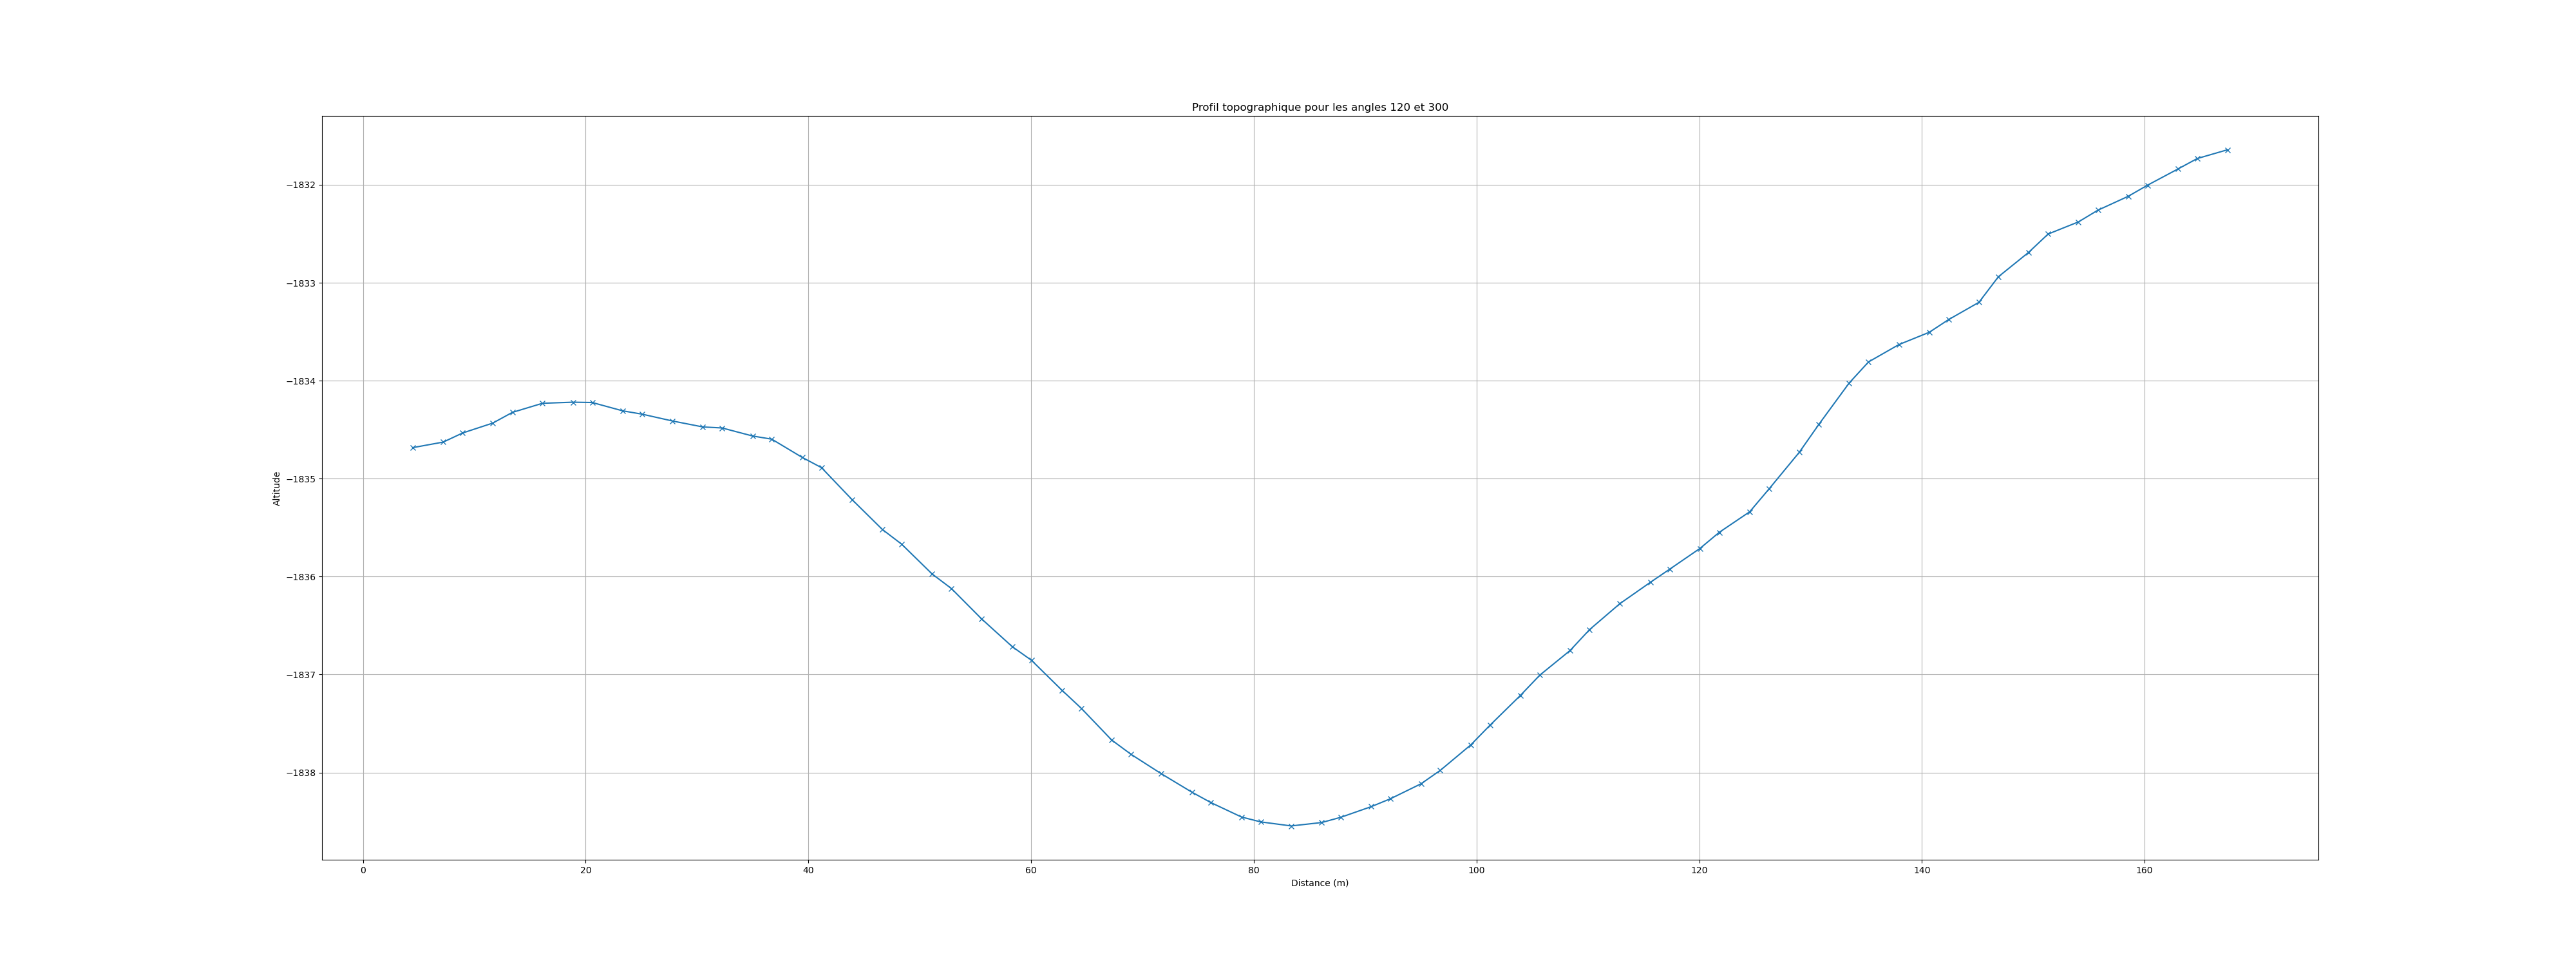 Profil topographique pour les angles 120 et 300
−1832
−1833
−1834
−1835
−1836
−1837
−1838
Altitude
0 20 40 60 80 100 120 140 160
Distance (m)